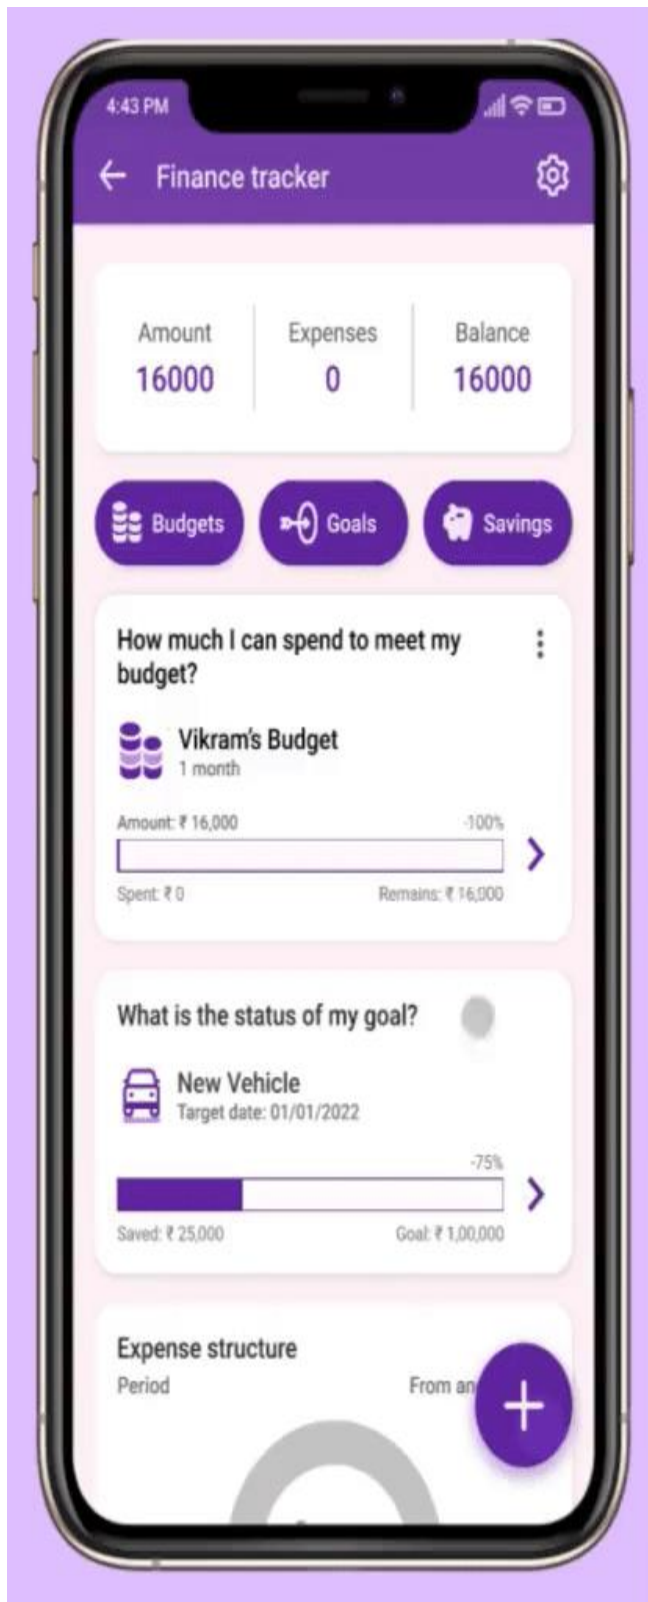 4:43 PM
Finance tracker
Amount
Expenses
Balance
16000
0
16000
Budgets
Goals
Savings
How much I can spend to meet my
budget?
Vikram's Budget
1 month
Amount: ₹ 16,000
-100%
Spent: ₹ 0
Remains: ₹ 16,000
What is the status of my goal?
New Vehicle
Target date: 01/01/2022
-75%
Saved: ₹ 25,000
Goal: ₹ 1,00,000
Expense structure
Period
From an